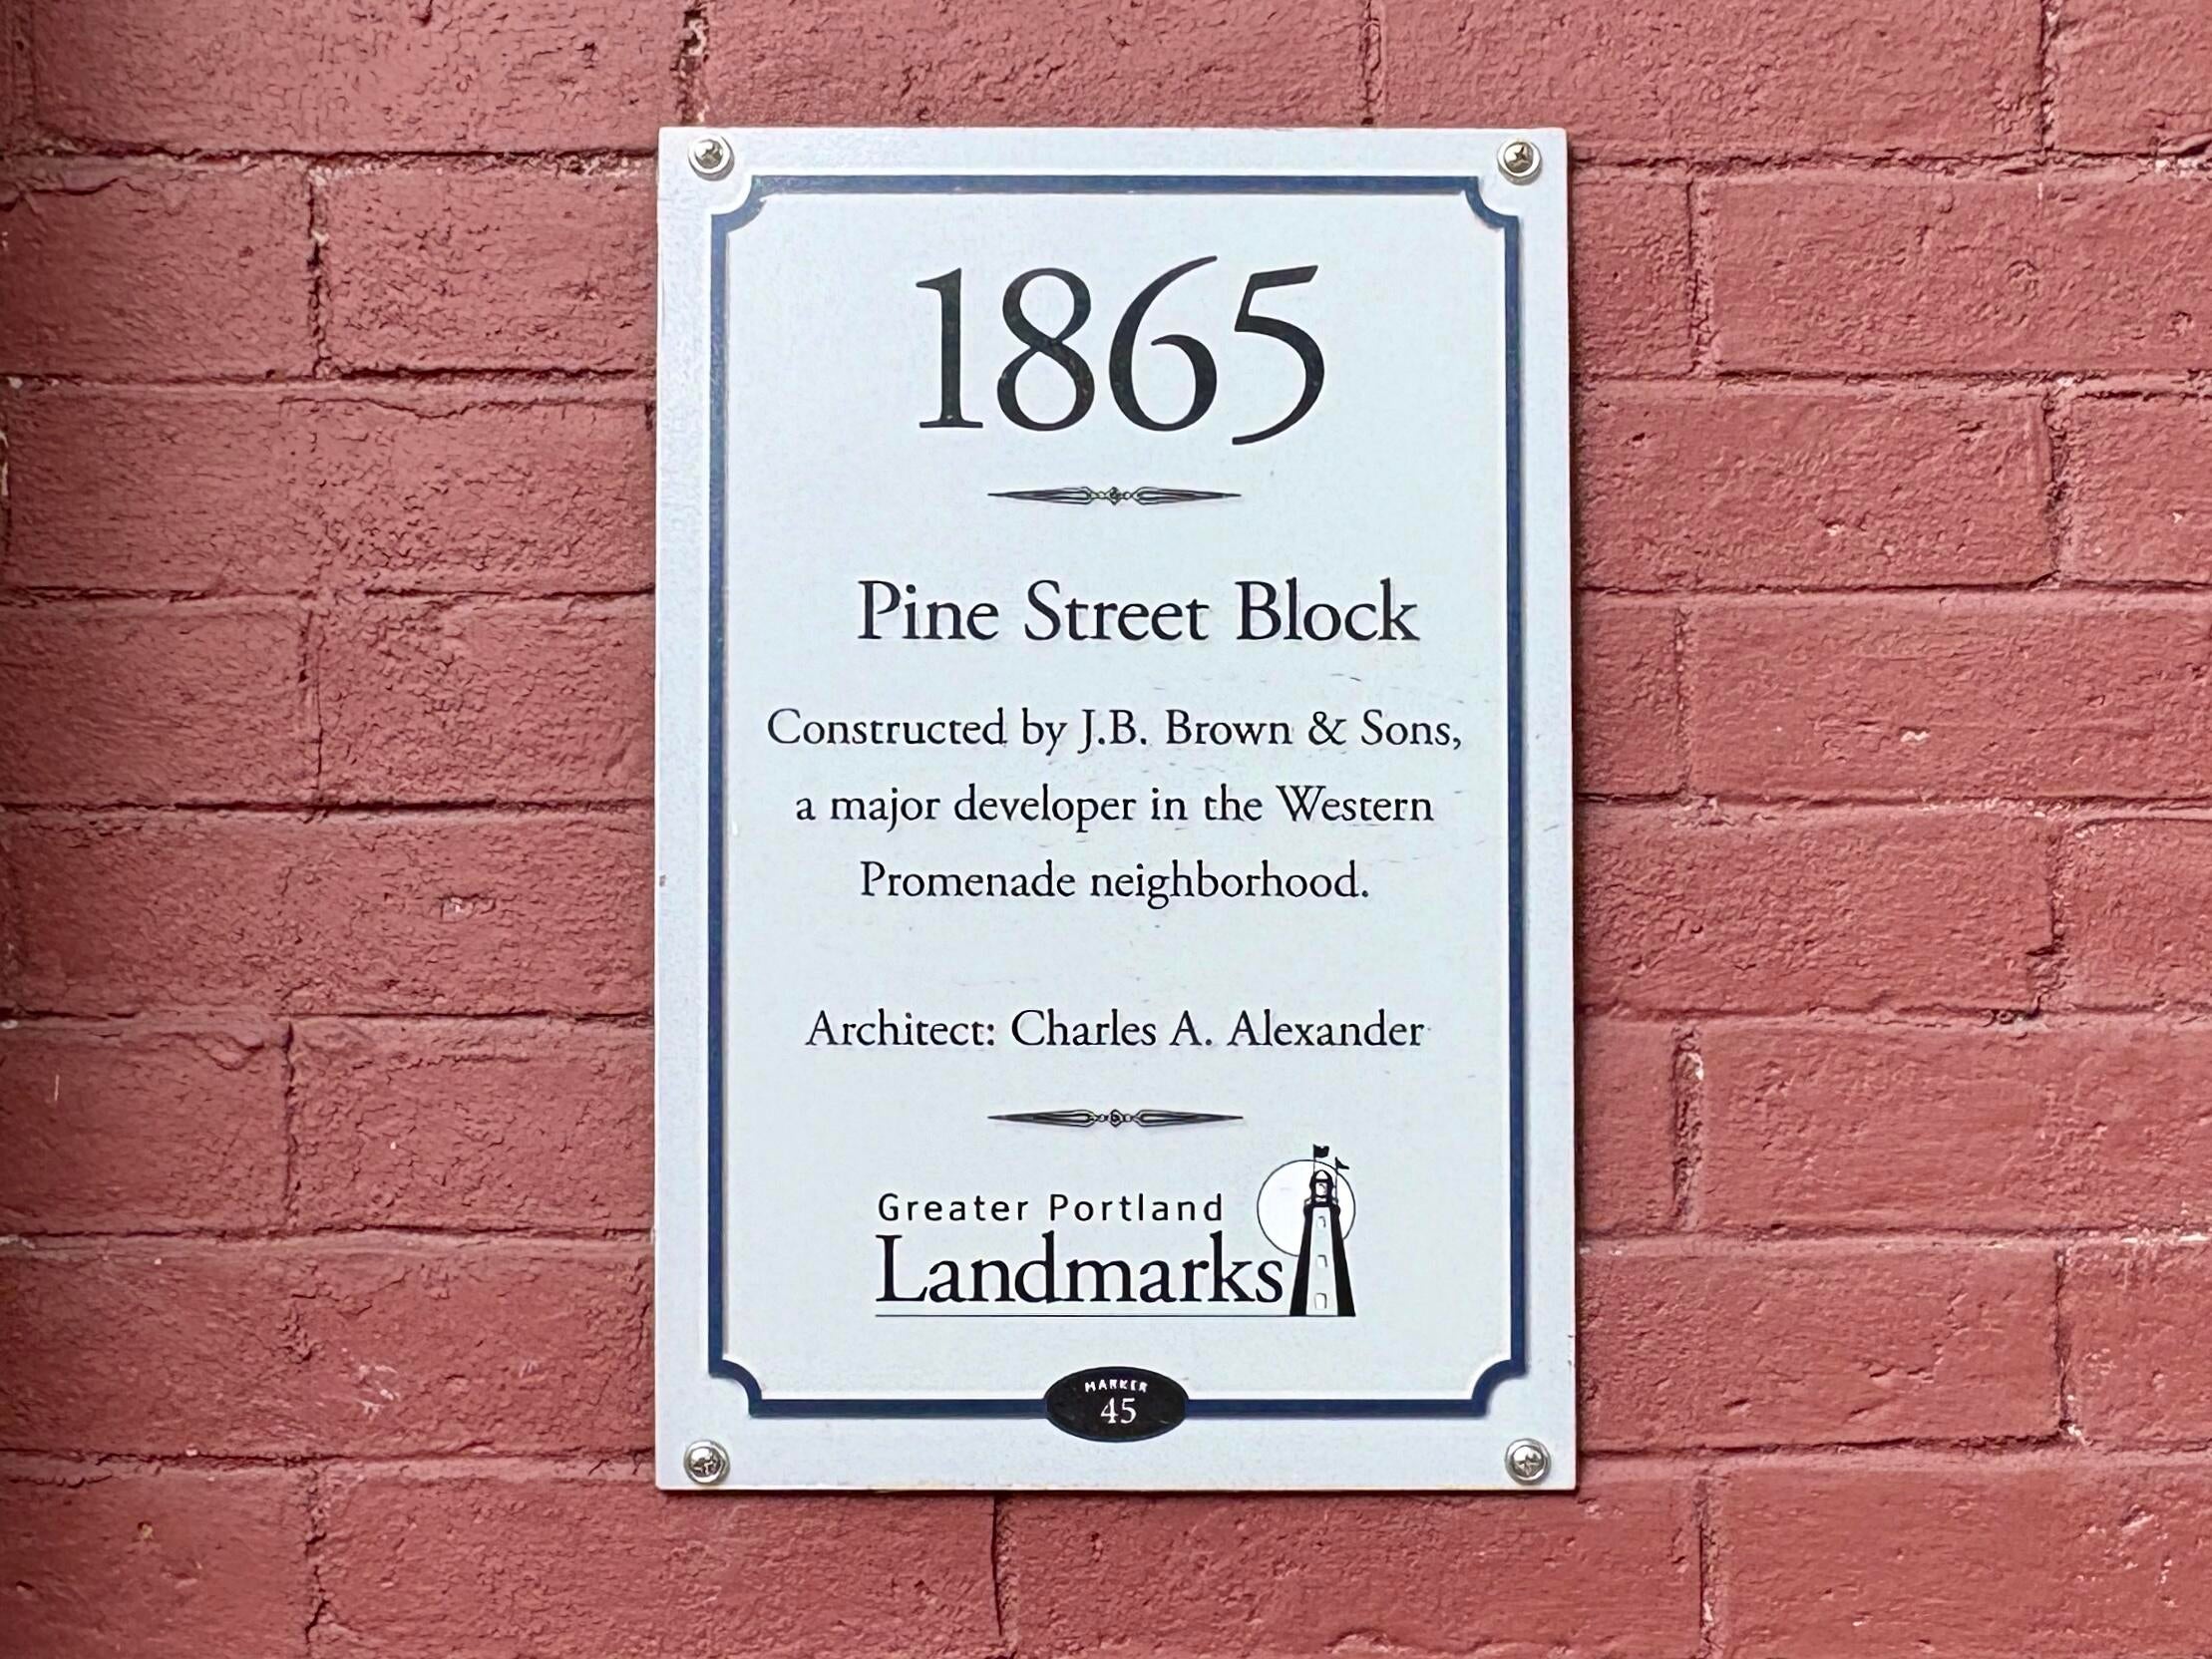 1865
Pine Street Block
Constructed by J.B. Brown & Sons,
a major developer in the Western
Promenade neighborhood.
Architect: Charles A. Alexander
Greater Portland
Landmarks
MARKER
45